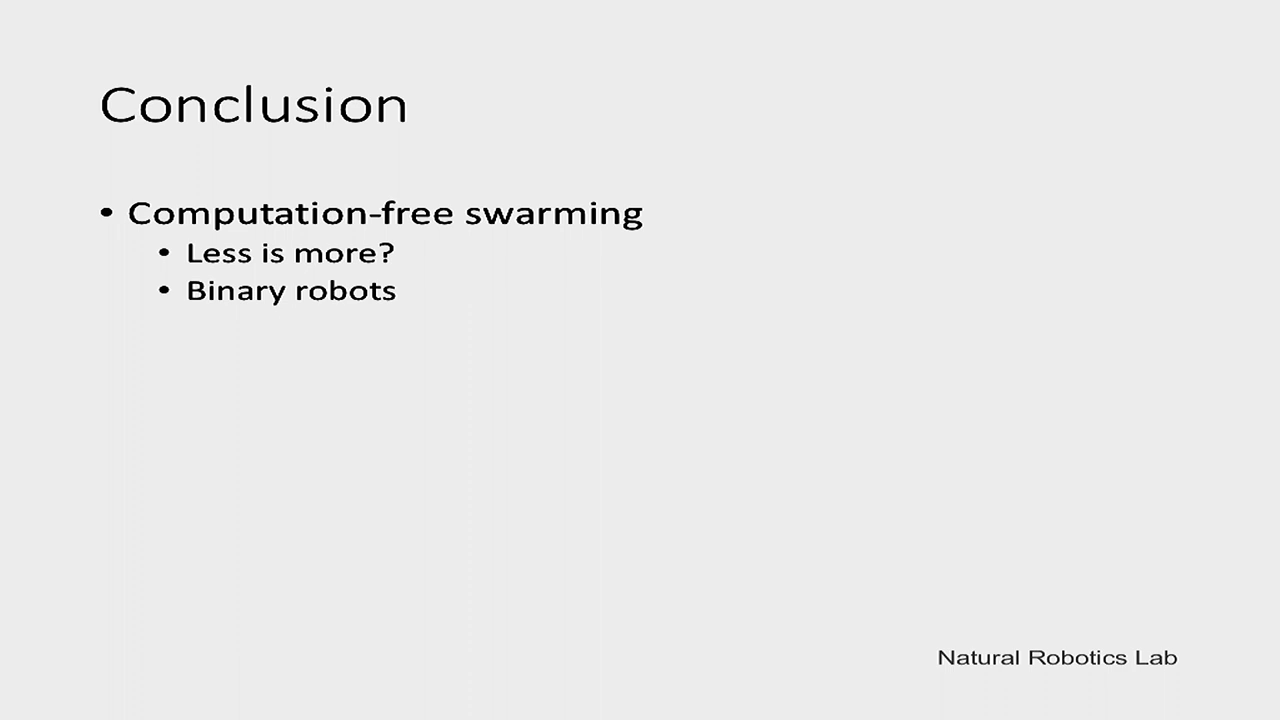 Conclusion
• Computation-free swarming
• Less is more?
• Binary robots
Natural Robotics Lab